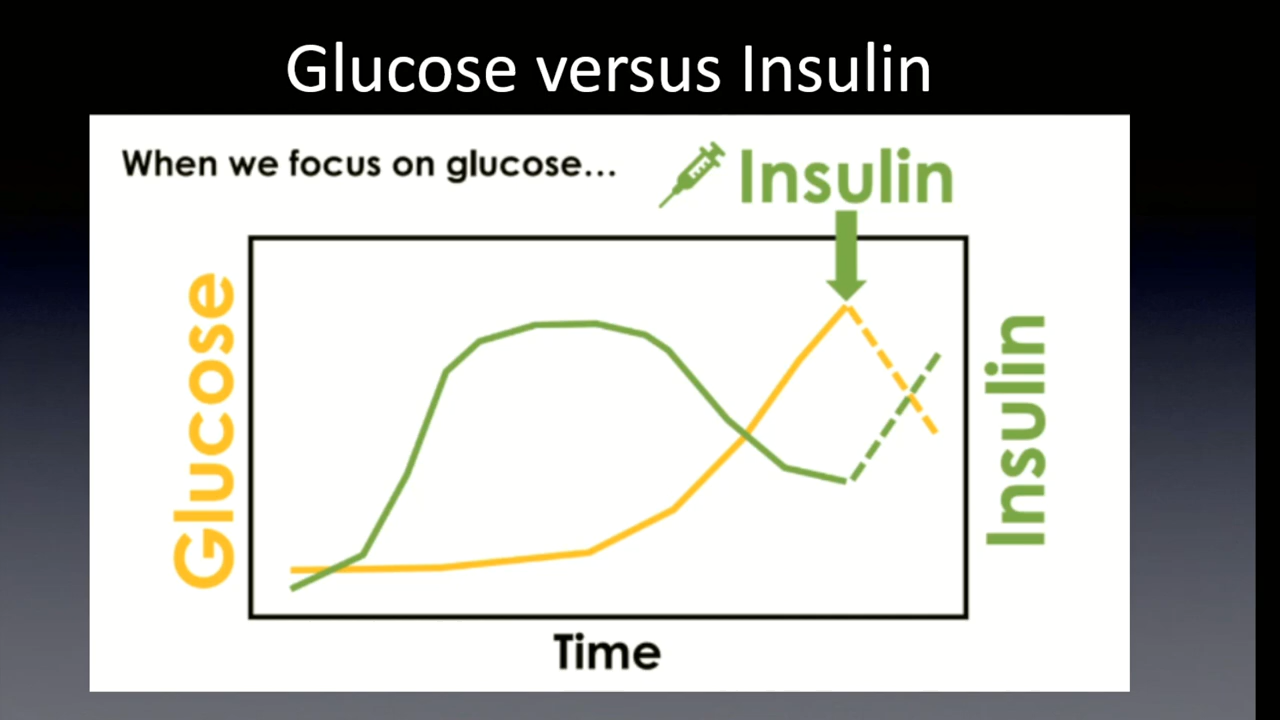 Glucose versus Insulin
When we focus on glucose...
Insulin
Glucose
Insulin
Time